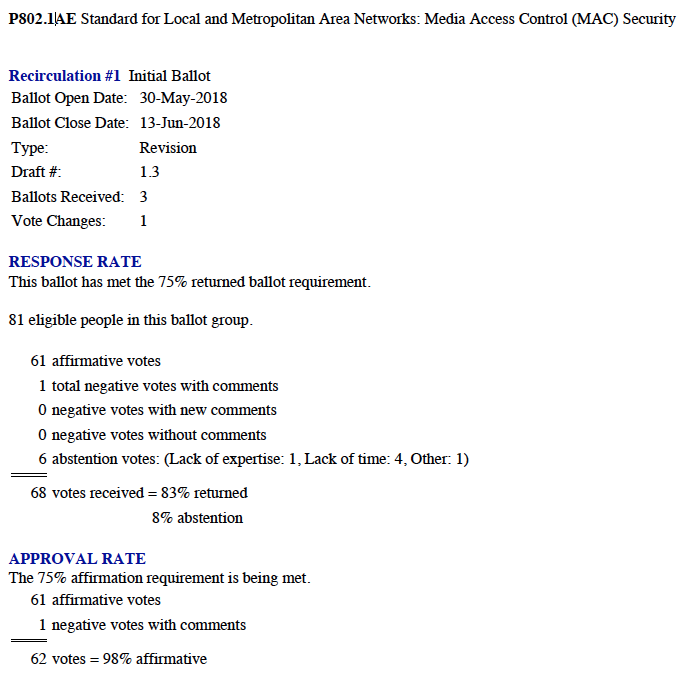 P802.1AE Standard for Local and Metropolitan Area Networks: Media Access Control (MAC) Security
Recirculation #1 Initial Ballot
Ballot Open Date: 30-May-2018
Ballot Close Date: 13-Jun-2018
Type: Revision
Draft #: 1.3
Ballots Received: 3
Vote Changes: 1
RESPONSE RATE
This ballot has met the 75% returned ballot requirement.
81 eligible people in this ballot group.
61 affirmative votes
1 total negative votes with comments
0 negative votes with new comments
0 negative votes without comments
6 abstention votes: (Lack of expertise: 1, Lack of time: 4, Other: 1)
68 votes received = 83% returned
8% abstention
APPROVAL RATE
The 75% affirmation requirement is being met.
61 affirmative votes
1 negative votes with comments
62 votes = 98% affirmative